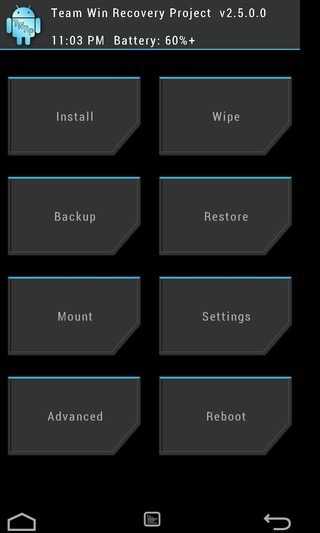 Team Win Recovery Project v2.5.0.0
11:03 PM Battery: 60%+
Install
Wipe
Backup
Restore
Mount
Settings
Advanced
Reboot